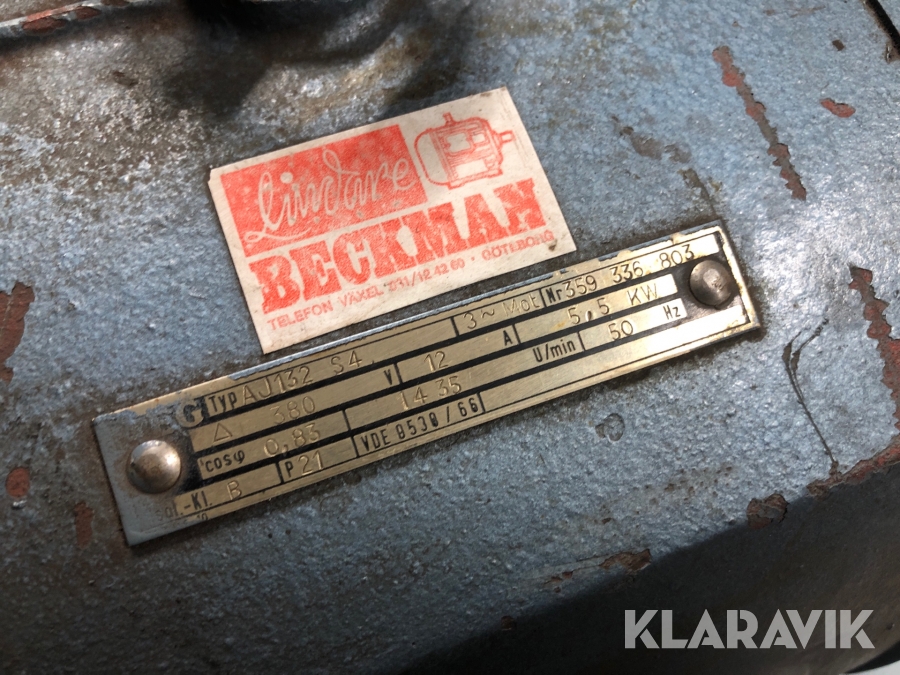 Lindare
BECKMAN
TELEFON VÄXEL 031/12 42 60 · GÖTEBORG
G Typ AJ132 S4 3~ Mot Nr 359 336 803
△ 380 V 12 A 5,5 KW
cosφ 0,83 1435 U/min 50 Hz
Isol.-Kl. B P21 VDE 0530/66
KLARAVIK